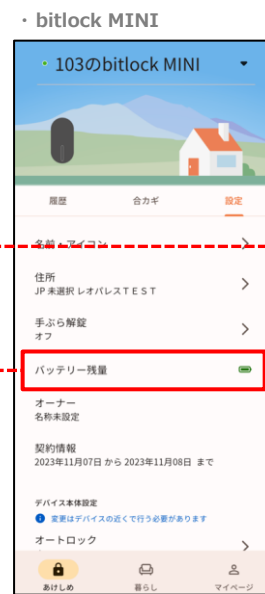 ・bitlock MINI
103のbitlock MINI
履歴 合カギ 設定
名前・アイコン
住所
JP 未選択 レオパレスＴＥＳＴ
手ぶら解錠
オフ
バッテリー残量
オーナー
名称未設定
契約情報
2023年11月07日 から 2023年11月08日 まで
デバイス本体設定
変更はデバイスの近くで行う必要があります
オートロック
あけしめ 暮らし マイページ